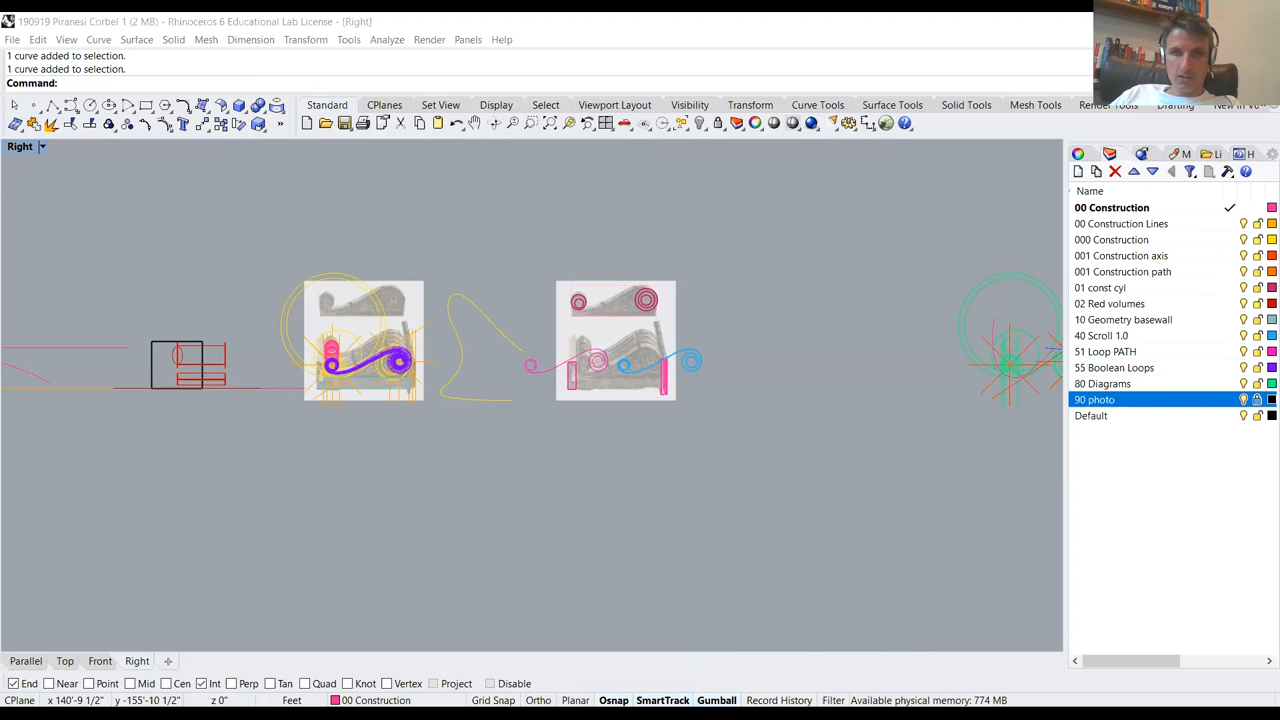 190919 Piranesi Corbel 1 (2 MB) - Rhinoceros 6 Educational Lab License - [Right]
File Edit View Curve Surface Solid Mesh Dimension Transform Tools Analyze Render Panels Help
1 curve added to selection.
1 curve added to selection.
Command:
Standard CPlanes Set View Display Select Viewport Layout Visibility Transform Curve Tools Surface Tools Solid Tools Mesh Tools Render Tools Drafting
Right
M Li H
Name
00 Construction
00 Construction Lines
000 Construction
001 Construction axis
001 Construction path
01 const cyl
02 Red volumes
10 Geometry basewall
40 Scroll 1.0
51 Loop PATH
55 Boolean Loops
80 Diagrams
90 photo
Default
Parallel Top Front Right
End Near Point Mid Cen Int Perp Tan Quad Knot Vertex Project Disable
CPlane x 140'-9 1/2" y -155'-10 1/2" z 0" Feet 00 Construction Grid Snap Ortho Planar Osnap SmartTrack Gumball Record History Filter Available physical memory: 774 MB